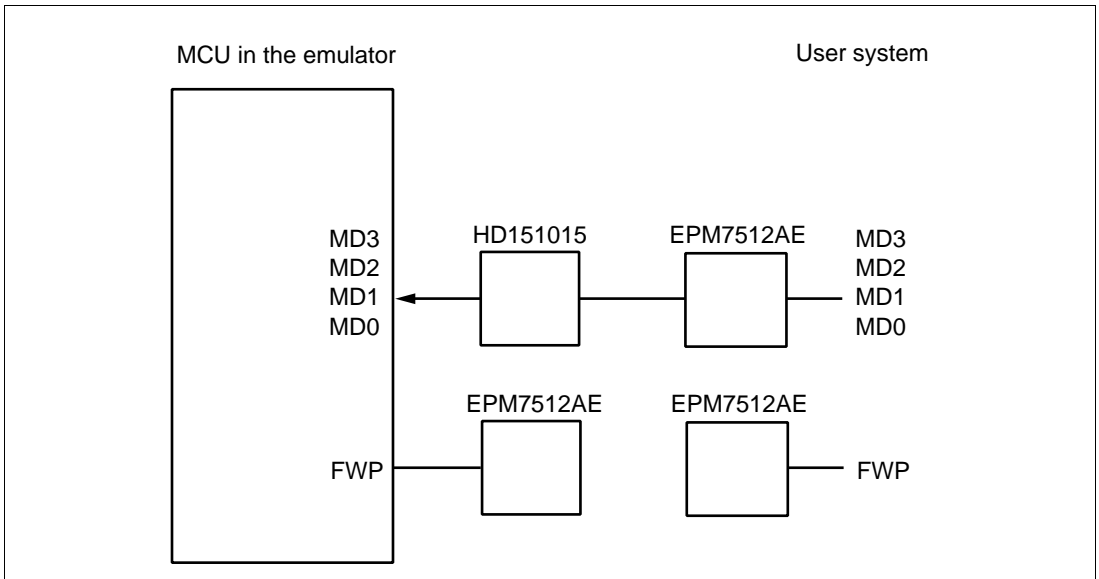 MCU in the emulator
User system
MD3
MD2
MD1
MD0
HD151015
EPM7512AE
MD3
MD2
MD1
MD0
EPM7512AE
EPM7512AE
FWP
FWP